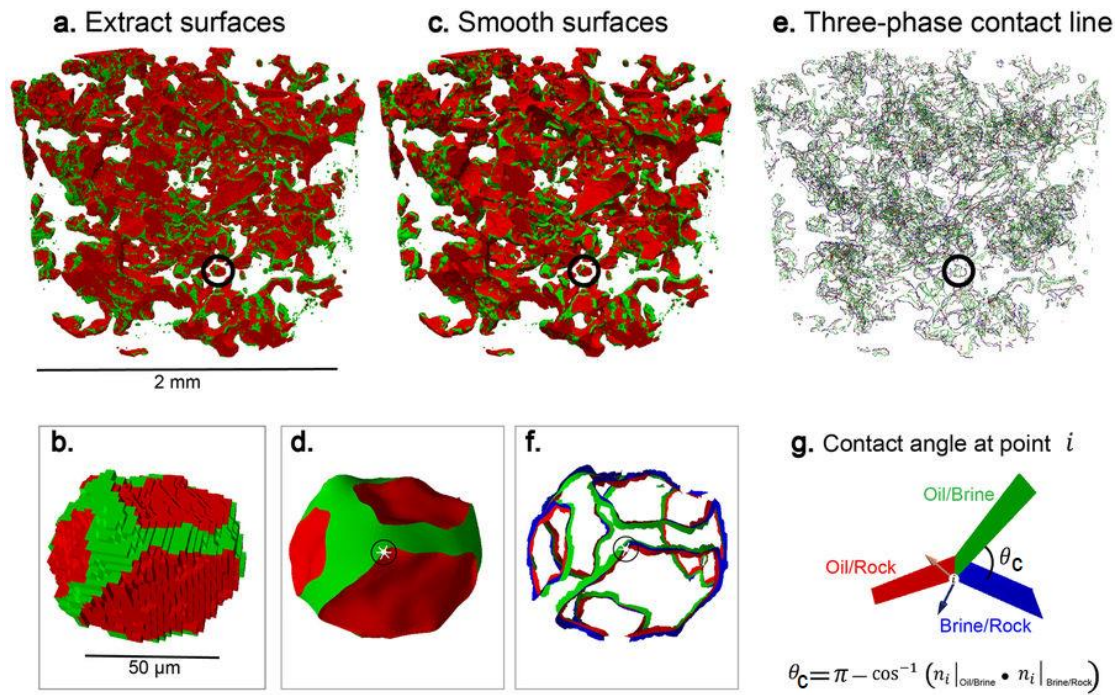 a. Extract surfaces
c. Smooth surfaces
e. Three-phase contact line
2 mm
b.
d.
f.
g. Contact angle at point i
Oil/Brine
θc
Oil/Rock
i
Brine/Rock
50 μm
θc = π − cos⁻¹ (nᵢ|Oil/Brine • nᵢ|Brine/Rock)